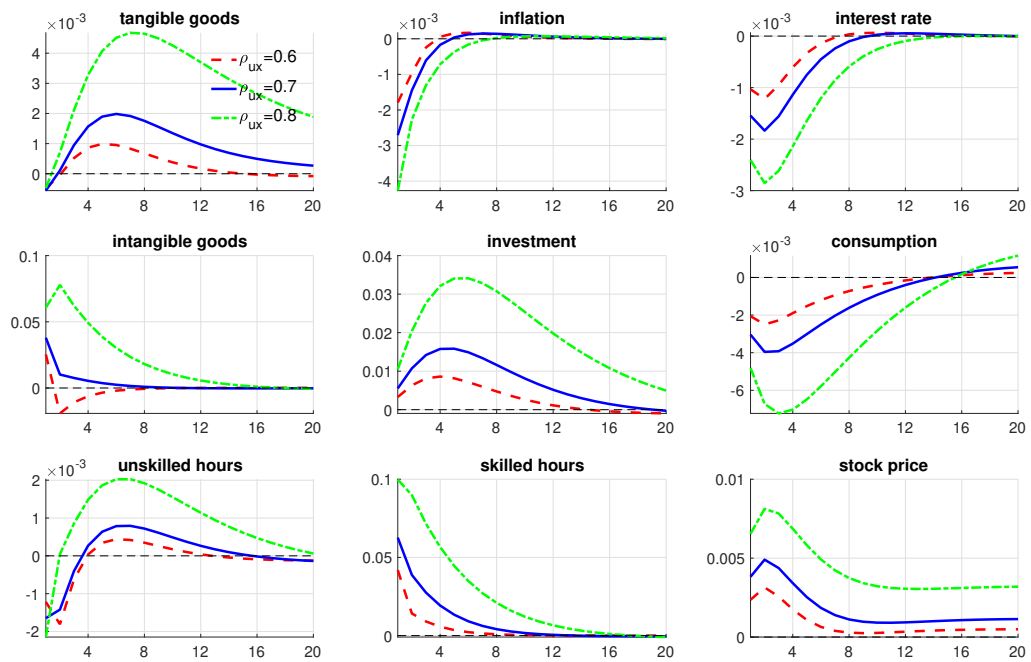 tangible goods
×10⁻³
4
3
2
1
0
4 8 12 16 20
ρux=0.6
ρux=0.7
ρux=0.8
inflation
×10⁻³
0
-1
-2
-3
-4
4 8 12 16 20
interest rate
×10⁻³
0
-1
-2
-3
4 8 12 16 20
intangible goods
0.1
0.05
0
4 8 12 16 20
investment
0.04
0.03
0.02
0.01
0
4 8 12 16 20
consumption
×10⁻³
0
-2
-4
-6
4 8 12 16 20
unskilled hours
×10⁻³
2
1
0
-1
-2
4 8 12 16 20
skilled hours
0.1
0.05
0
4 8 12 16 20
stock price
0.01
0.005
0
4 8 12 16 20